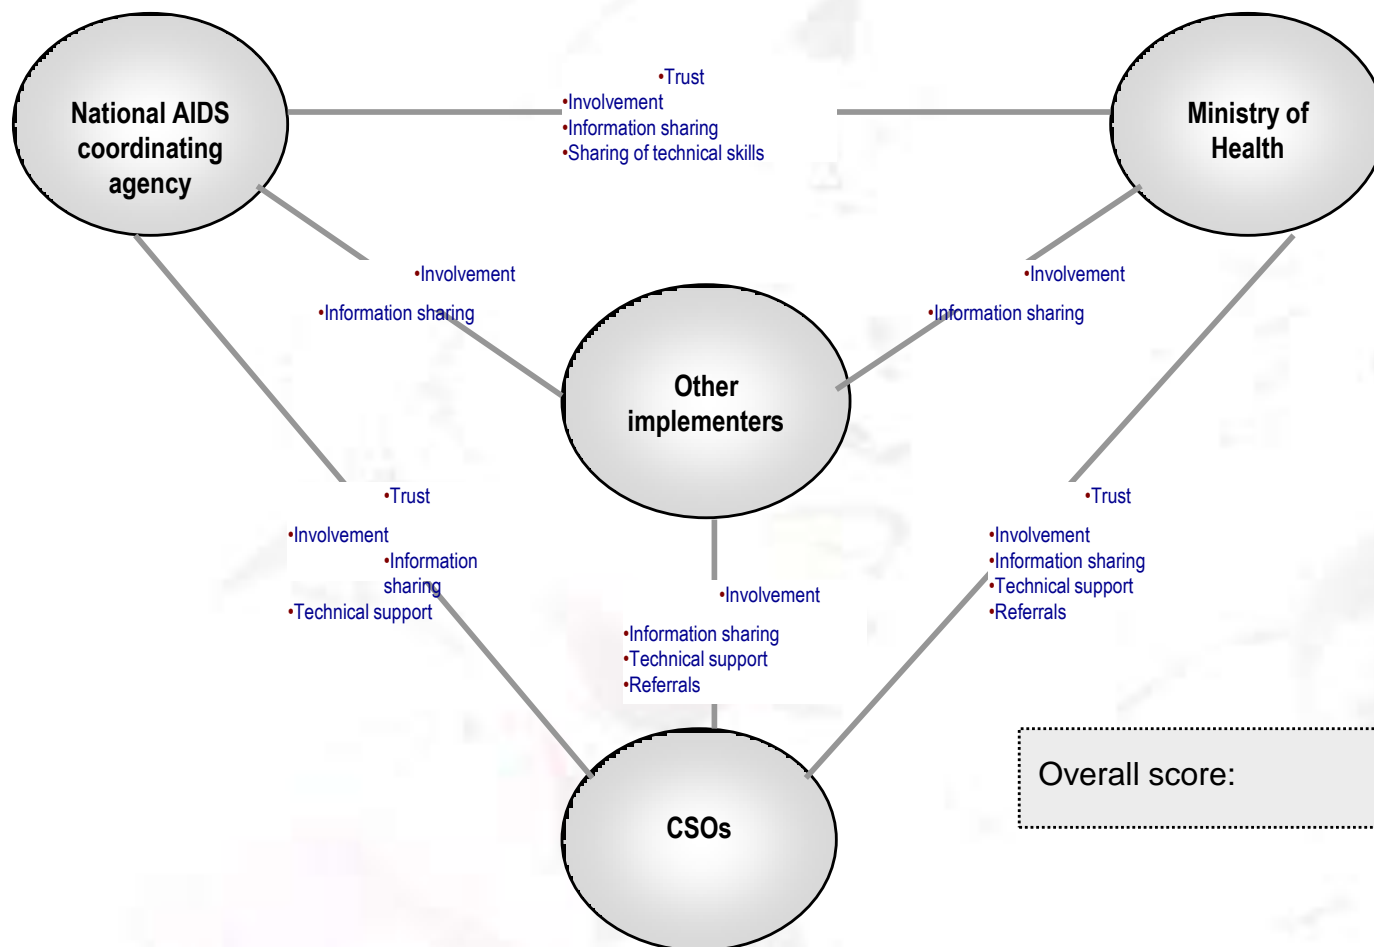 National AIDS
coordinating
agency
•Trust
•Involvement
•Information sharing
•Sharing of technical skills
Ministry of
Health
•Involvement
•Information sharing
•Involvement
•Information sharing
Other
implementers
•Trust
•Involvement
•Information
sharing
•Technical support
•Involvement
•Information sharing
•Technical support
•Referrals
•Trust
•Involvement
•Information sharing
•Technical support
•Referrals
CSOs
Overall score: